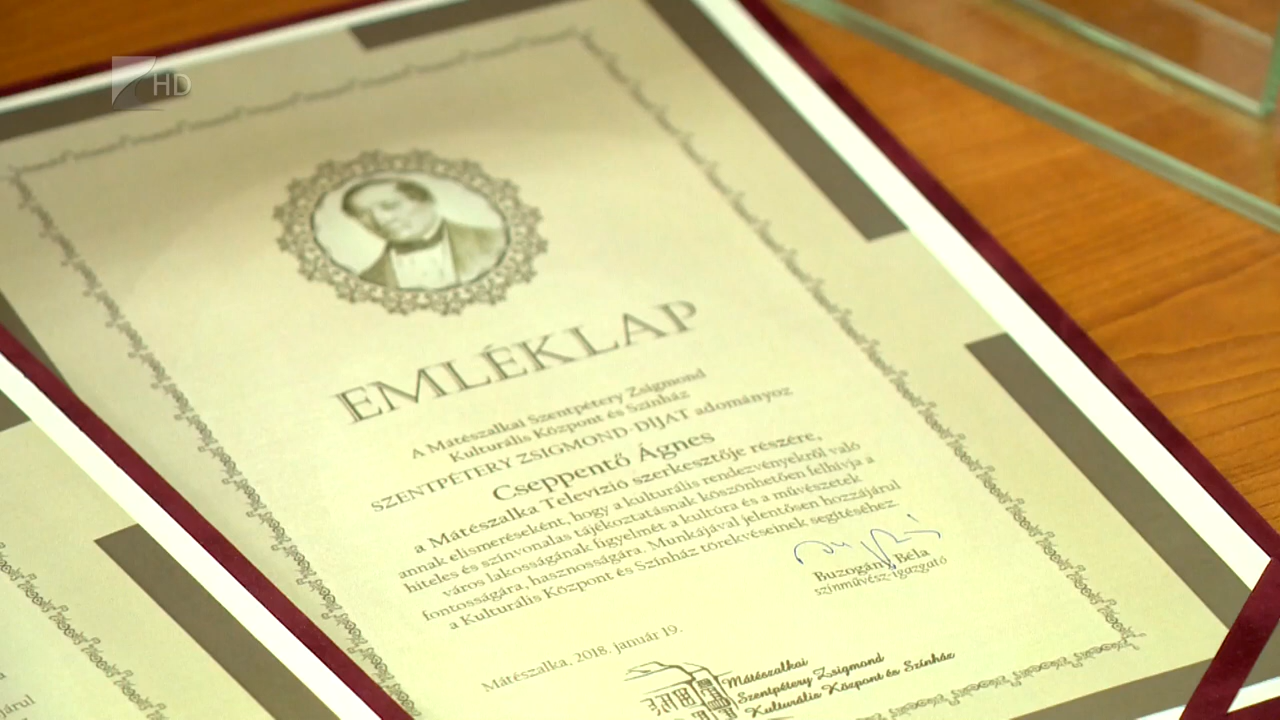 HD
EMLÉKLAP
A Mátészalkai Szentpétery Zsigmond
Kulturális Központ és Színház
SZENTPÉTERY ZSIGMOND-DIJAT adományoz
Cseppentő Ágnes
a Mátészalka Televízió szerkesztője részére,
annak elismeréseként, hogy a kulturális rendezvényekről való
hiteles és színvonalas tájékoztatásnak köszönhetően felhívja a
város lakosságának figyelmét a kultúra és a művészetek
fontosságára, hasznosságára. Munkájával jelentősen hozzájárul
a Kulturális Központ és Színház törekvéseinek segítéséhez.
Buzogány Béla
színművész-igazgató
Mátészalka, 2018. január 19.
Mátészalkai
Szentpétery Zsigmond
Kulturális Központ és Színház